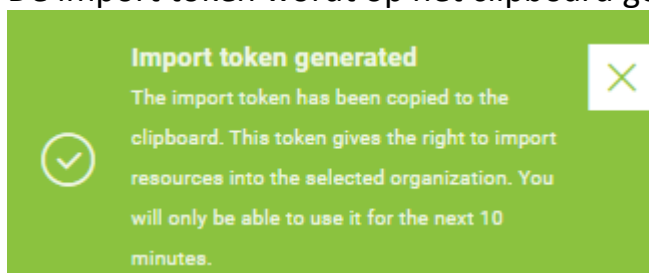 De import token wordt op het clipboard
Import token generated
The import token has been copied to the
clipboard. This token gives the right to import
resources into the selected organization. You
will only be able to use it for the next 10
minutes.